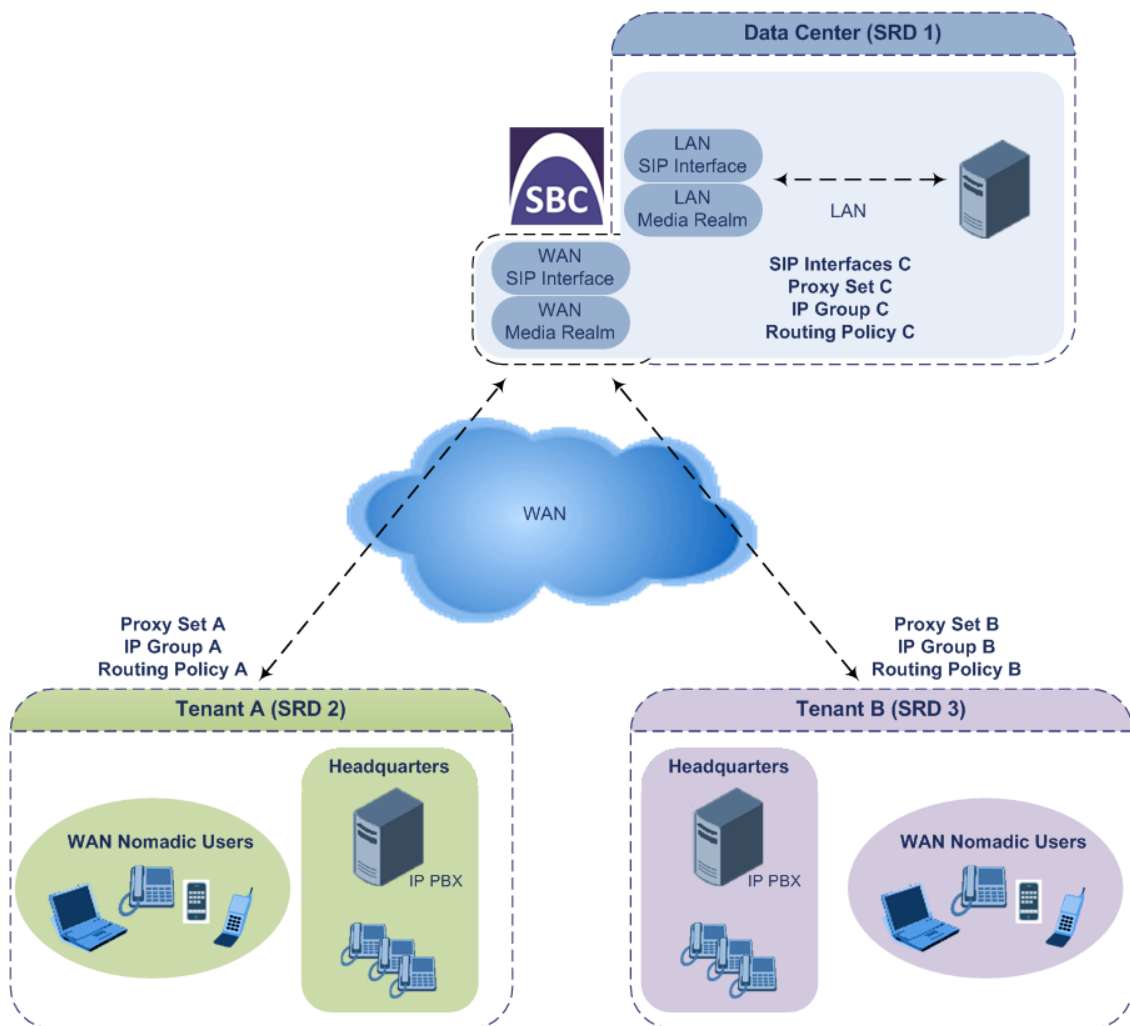 Data Center (SRD 1)
SBC
LAN
SIP Interface
LAN
Media Realm
LAN
WAN
SIP Interface
WAN
Media Realm
SIP Interfaces C
Proxy Set C
IP Group C
Routing Policy C
WAN
Proxy Set A
IP Group A
Routing Policy A
Proxy Set B
IP Group B
Routing Policy B
Tenant A (SRD 2)
WAN Nomadic Users
Headquarters
IP PBX
Tenant B (SRD 3)
Headquarters
IP PBX
WAN Nomadic Users